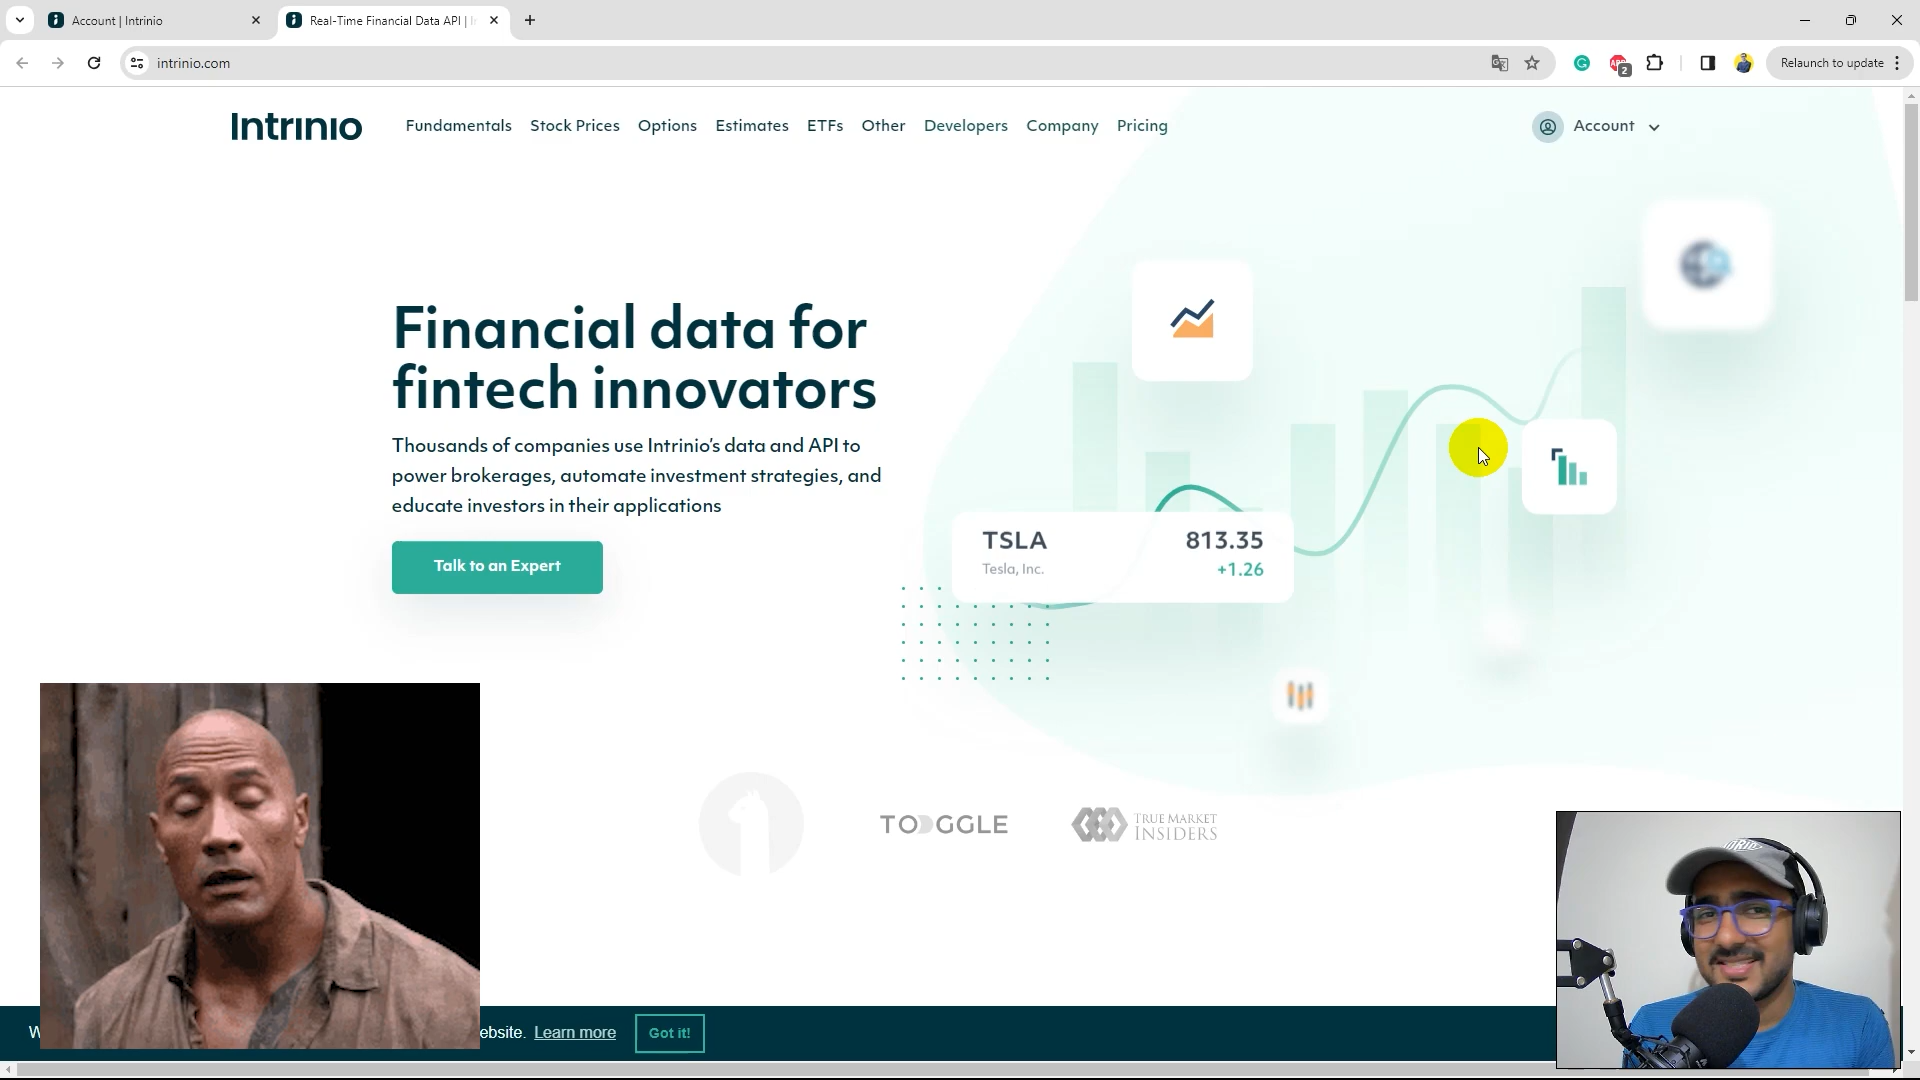 Account | Intrinio
Real-Time Financial Data API |
intrinio.com
2
Relaunch to update
Intrinio
Fundamentals
Stock Prices
Options
Estimates
ETFs
Other
Developers
Company
Pricing
Account
Financial data for
fintech innovators
Thousands of companies use Intrinio's data and API to
power brokerages, automate investment strategies, and
educate investors in their applications
Talk to an Expert
TSLA
813.35
Tesla, Inc.
+1.26
TOGGLE
TRUE MARKET
INSIDERS
ebsite. Learn more
Got it!